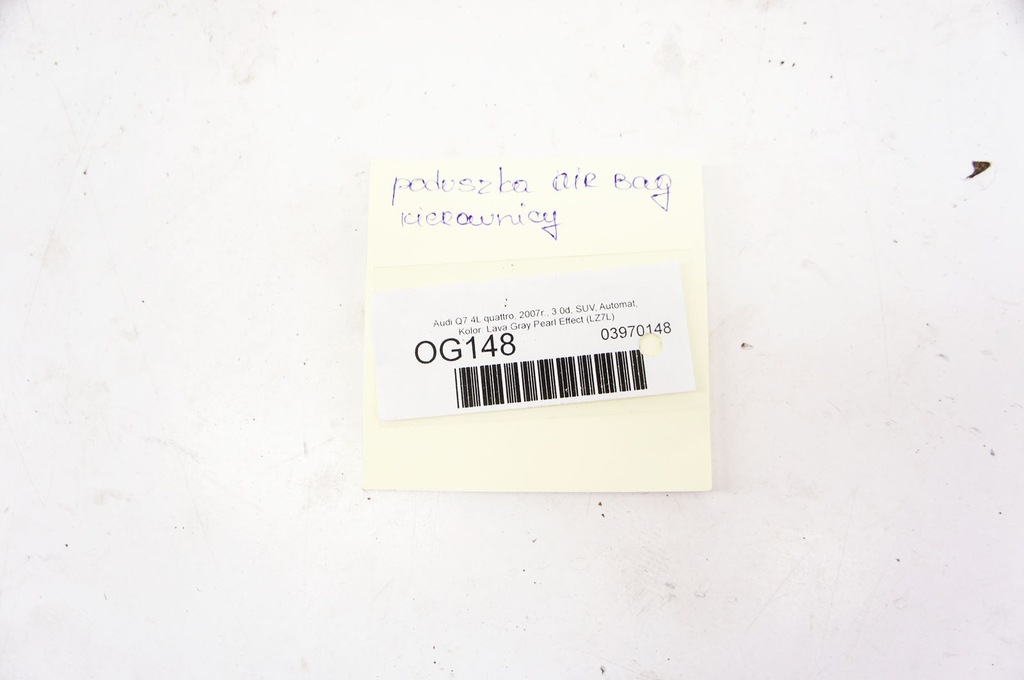 poduszka air Bag
kierownicy
Audi Q7 4L quattro, 2007r., 3.0d, SUV, Automat,
Kolor: Lava Gray Pearl Effect (LZ7L)
OG148 03970148